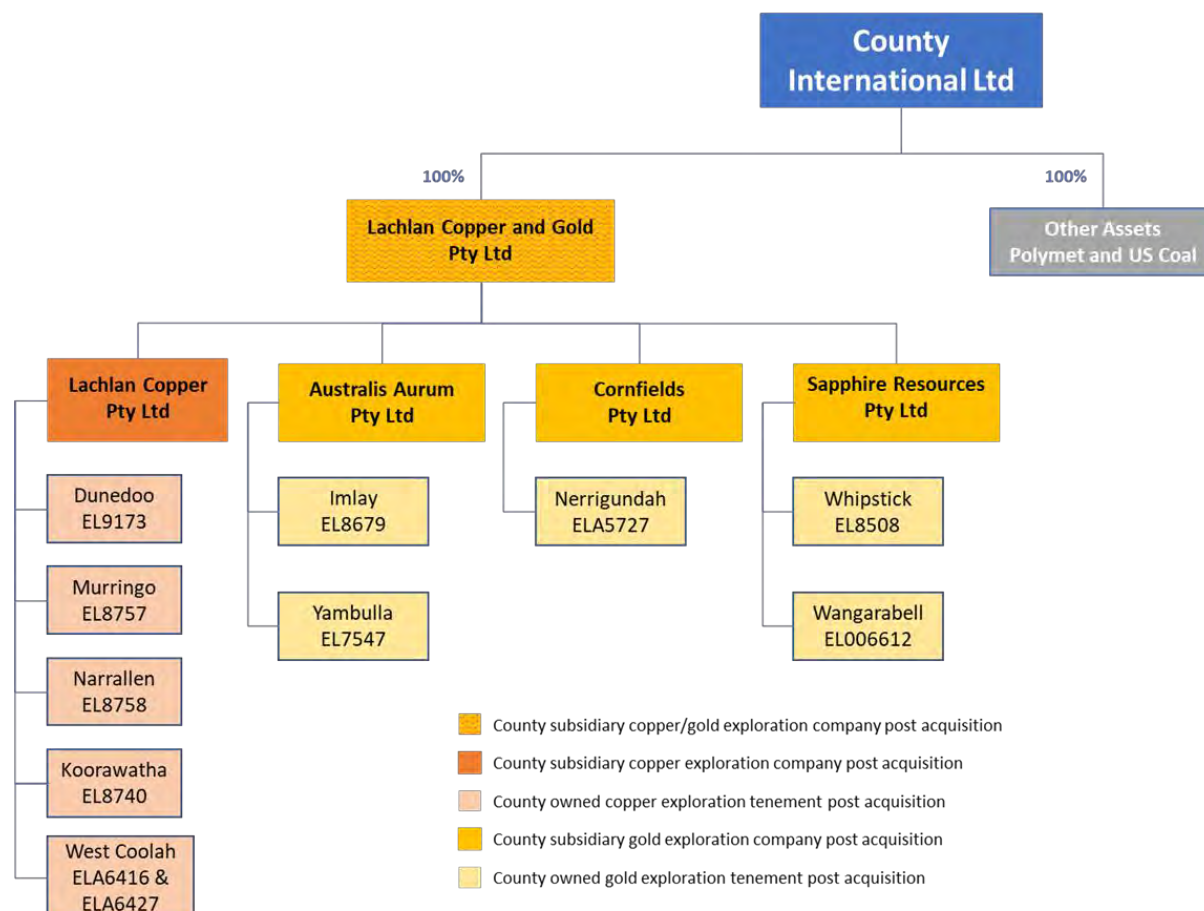 County
International Ltd
100%
100%
Lachlan Copper and Gold
Pty Ltd
Other Assets
Polymet and US Coal
Lachlan Copper
Pty Ltd
Australis Aurum
Pty Ltd
Cornfields
Pty Ltd
Sapphire Resources
Pty Ltd
Dunedoo
EL9173
Imlay
EL8679
Nerrigundah
ELA5727
Whipstick
EL8508
Murringo
EL8757
Yambulla
EL7547
Wangarabell
EL006612
Narrallen
EL8758
Koorawatha
EL8740
West Coolah
ELA6416 &
ELA6427
County subsidiary copper/gold exploration company post acquisition
County subsidiary copper exploration company post acquisition
County owned copper exploration tenement post acquisition
County subsidiary gold exploration company post acquisition
County owned gold exploration tenement post acquisition